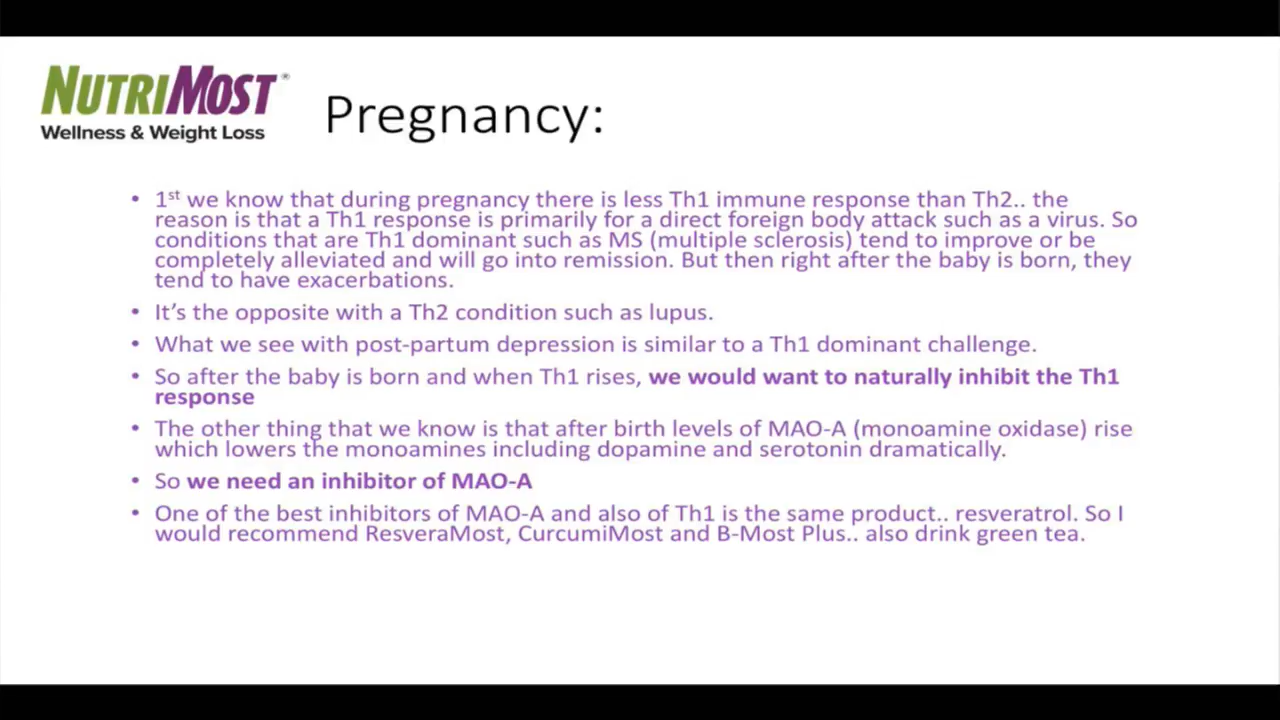 NUTRIMOST®
Wellness & Weight Loss
Pregnancy:
• 1st we know that during pregnancy there is less Th1 immune response than Th2.. the
reason is that a Th1 response is primarily for a direct foreign body attack such as a virus. So
conditions that are Th1 dominant such as MS (multiple sclerosis) tend to improve or be
completely alleviated and will go into remission. But then right after the baby is born, they
tend to have exacerbations.
• It's the opposite with a Th2 condition such as lupus.
• What we see with post-partum depression is similar to a Th1 dominant challenge.
• So after the baby is born and when Th1 rises, we would want to naturally inhibit the Th1
response
• The other thing that we know is that after birth levels of MAO-A (monoamine oxidase) rise
which lowers the monoamines including dopamine and serotonin dramatically.
• So we need an inhibitor of MAO-A
• One of the best inhibitors of MAO-A and also of Th1 is the same product.. resveratrol. So I
would recommend ResveraMost, CurcumiMost and B-Most Plus.. also drink green tea.